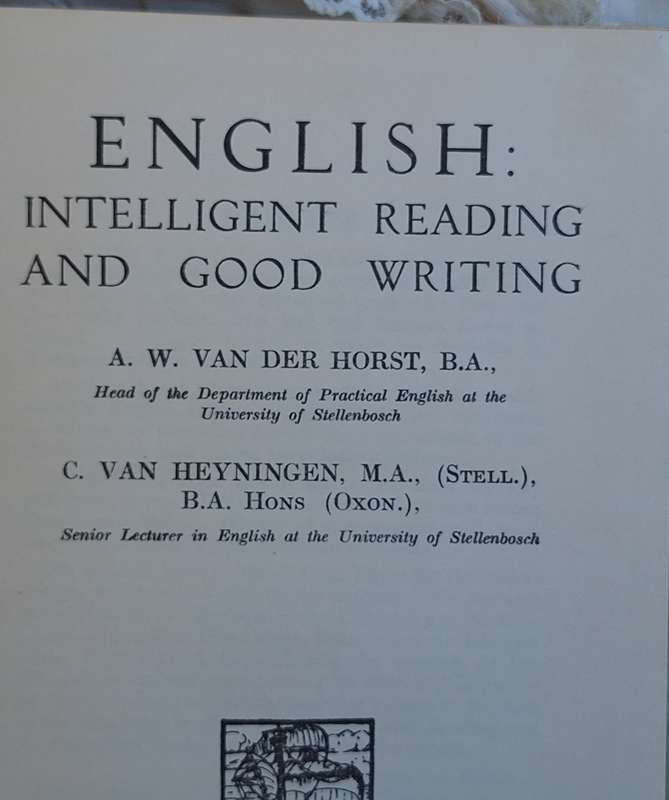 ENGLISH:
INTELLIGENT READING
AND GOOD WRITING
A. W. VAN DER HORST, B.A.,
Head of the Department of Practical English at the
University of Stellenbosch
C. VAN HEYNINGEN, M.A., (STELL.),
B.A. HONS (OXON.),
Senior Lecturer in English at the University of Stellenbosch